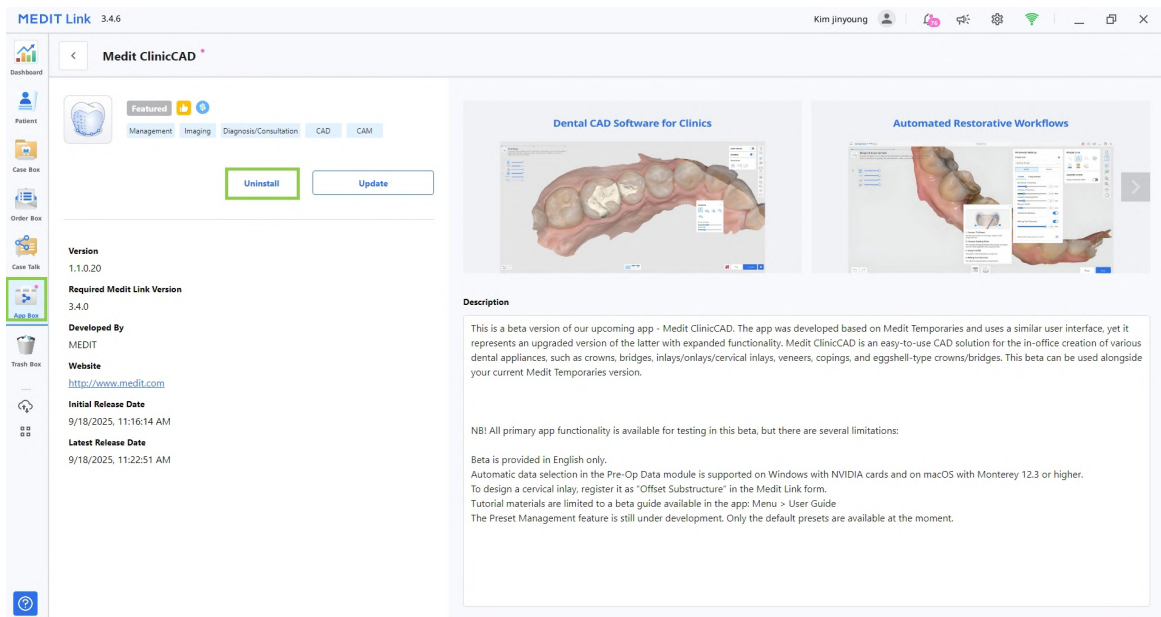 MEDIT Link 3.4.6
Kim jinyoung
Dashboard
Patient
Case Box
Order Box
Case Talk
App Box
Trash Box
Medit ClinicCAD
Featured
Management Imaging Diagnosis/Consultation CAD CAM
Uninstall Update
Version
1.1.0.20
Required Medit Link Version
3.4.0
Developed By
MEDIT
Website
http://www.medit.com
Initial Release Date
9/18/2025, 11:16:14 AM
Latest Release Date
9/18/2025, 11:22:51 AM
Dental CAD Software for Clinics
Automated Restorative Workflows
Description
This is a beta version of our upcoming app - Medit ClinicCAD. The app was developed based on Medit Temporaries and uses a similar user interface, yet it
represents an upgraded version of the latter with expanded functionality. Medit ClinicCAD is an easy-to-use CAD solution for the in-office creation of various
dental appliances, such as crowns, bridges, inlays/onlays/cervical inlays, veneers, copings, and eggshell-type crowns/bridges. This beta can be used alongside
your current Medit Temporaries version.
NB! All primary app functionality is available for testing in this beta, but there are several limitations:
Beta is provided in English only.
Automatic data selection in the Pre-Op Data module is supported on Windows with NVIDIA cards and on macOS with Monterey 12.3 or higher.
To design a cervical inlay, register it as "Offset Substructure" in the Medit Link form.
Tutorial materials are limited to a beta guide available in the app: Menu > User Guide
The Preset Management feature is still under development. Only the default presets are available at the moment.